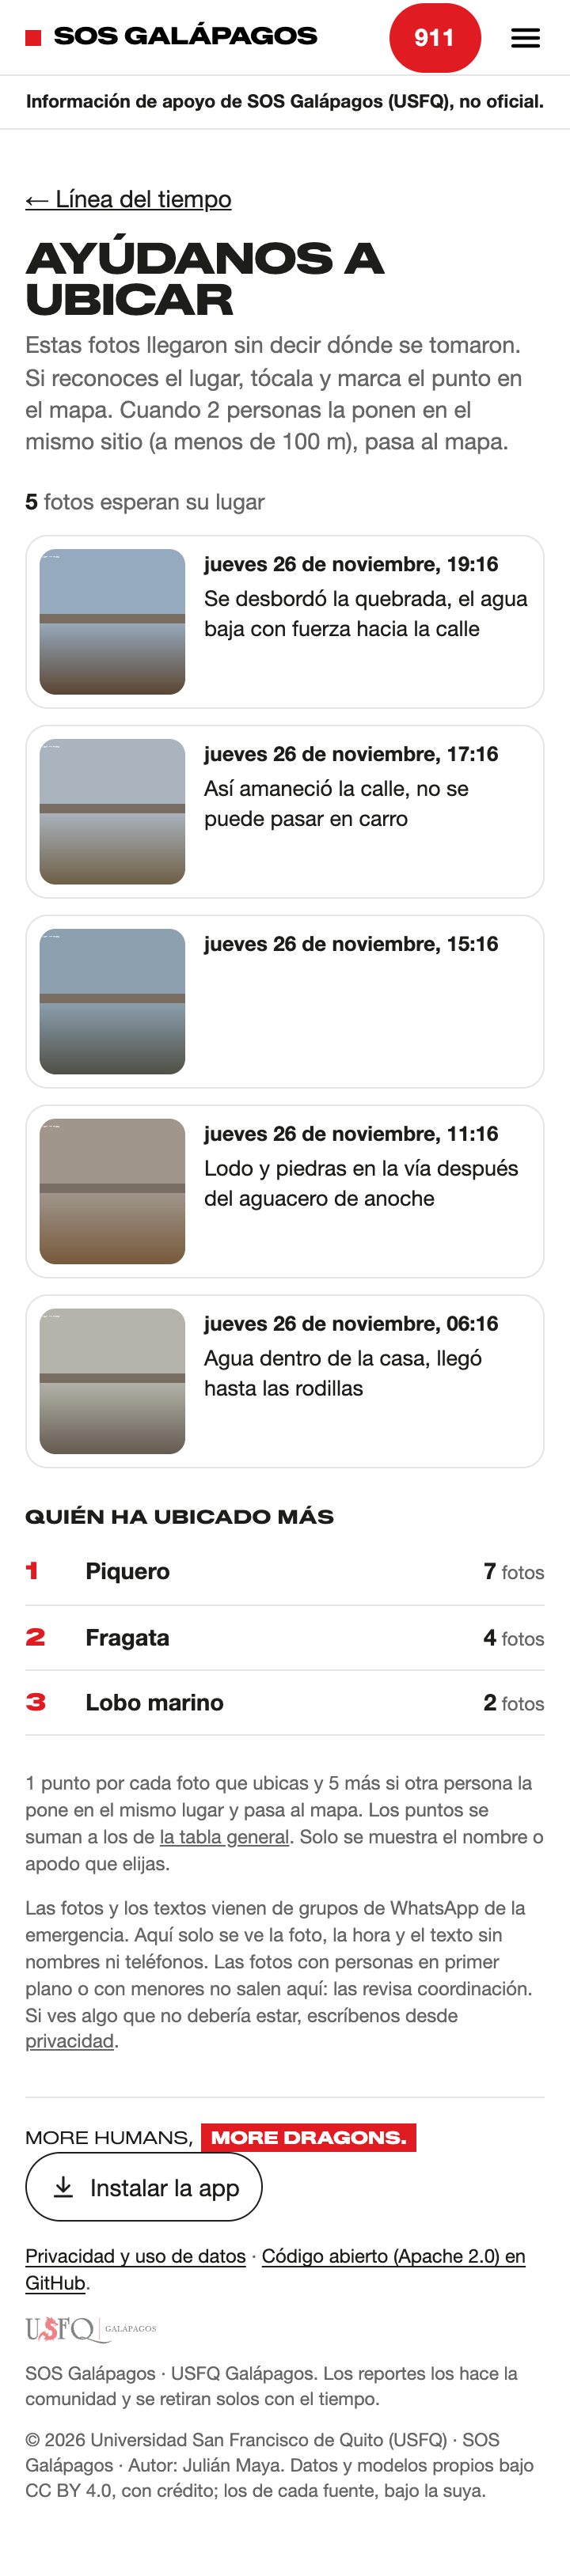 SOS GALÁPAGOS
911
Información de apoyo de SOS Galápagos (USFQ), no oficial.
← Línea del tiempo
AYÚDANOS A
UBICAR
Estas fotos llegaron sin decir dónde se tomaron.
Si reconoces el lugar, tócala y marca el punto en
el mapa. Cuando 2 personas la ponen en el
mismo sitio (a menos de 100 m), pasa al mapa.
5 fotos esperan su lugar
jueves 26 de noviembre, 19:16
Se desbordó la quebrada, el agua
baja con fuerza hacia la calle
jueves 26 de noviembre, 17:16
Así amaneció la calle, no se
puede pasar en carro
jueves 26 de noviembre, 15:16
jueves 26 de noviembre, 11:16
Lodo y piedras en la vía después
del aguacero de anoche
jueves 26 de noviembre, 06:16
Agua dentro de la casa, llegó
hasta las rodillas
QUIÉN HA UBICADO MÁS
1 Piquero 7 fotos
2 Fragata 4 fotos
3 Lobo marino 2 fotos
1 punto por cada foto que ubicas y 5 más si otra persona la
pone en el mismo lugar y pasa al mapa. Los puntos se
suman a los de la tabla general. Solo se muestra el nombre o
apodo que elijas.
Las fotos y los textos vienen de grupos de WhatsApp de la
emergencia. Aquí solo se ve la foto, la hora y el texto sin
nombres ni teléfonos. Las fotos con personas en primer
plano o con menores no salen aquí: las revisa coordinación.
Si ves algo que no debería estar, escríbenos desde
privacidad.
MORE HUMANS, MORE DRAGONS.
Instalar la app
Privacidad y uso de datos · Código abierto (Apache 2.0) en
GitHub.
USFQ GALÁPAGOS
SOS Galápagos · USFQ Galápagos. Los reportes los hace la
comunidad y se retiran solos con el tiempo.
© 2026 Universidad San Francisco de Quito (USFQ) · SOS
Galápagos · Autor: Julián Maya. Datos y modelos propios bajo
CC BY 4.0, con crédito; los de cada fuente, bajo la suya.